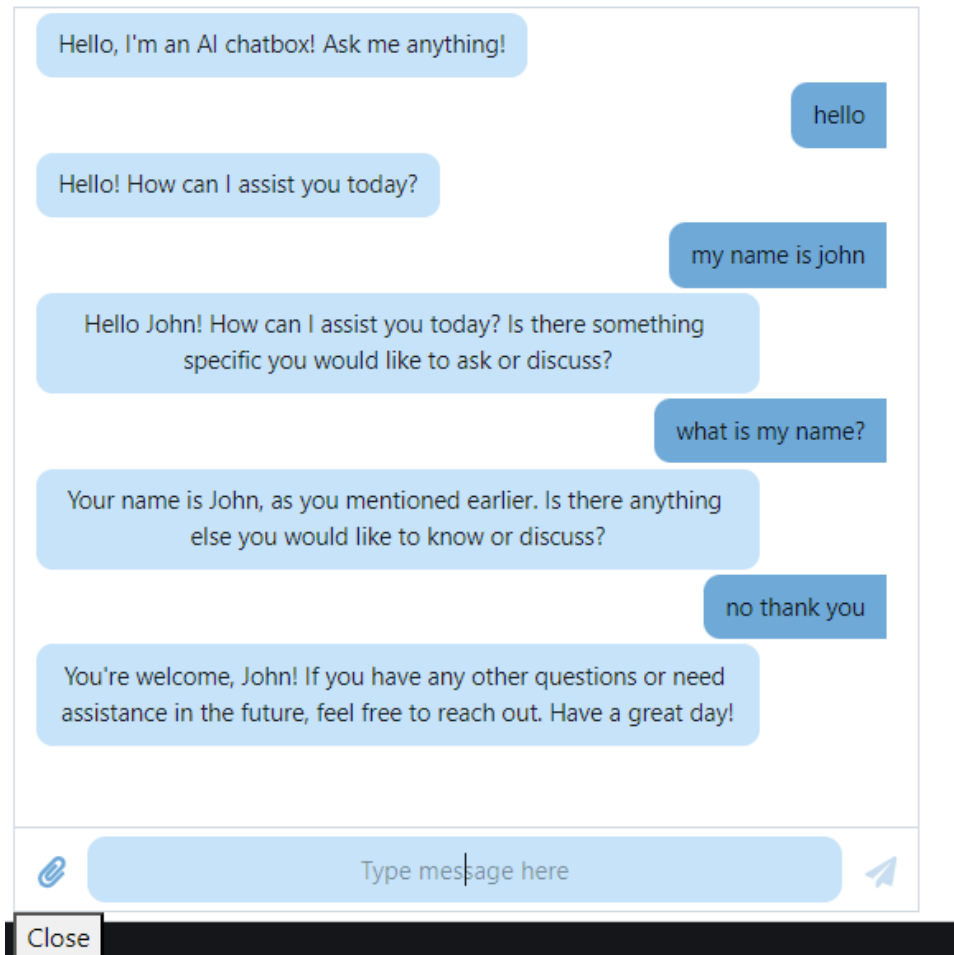 Hello, I'm an AI chatbox! Ask me anything!
hello
Hello! How can I assist you today?
my name is john
Hello John! How can I assist you today? Is there something
specific you would like to ask or discuss?
what is my name?
Your name is John, as you mentioned earlier. Is there anything
else you would like to know or discuss?
no thank you
You're welcome, John! If you have any other questions or need
assistance in the future, feel free to reach out. Have a great day!
Type message here
Close